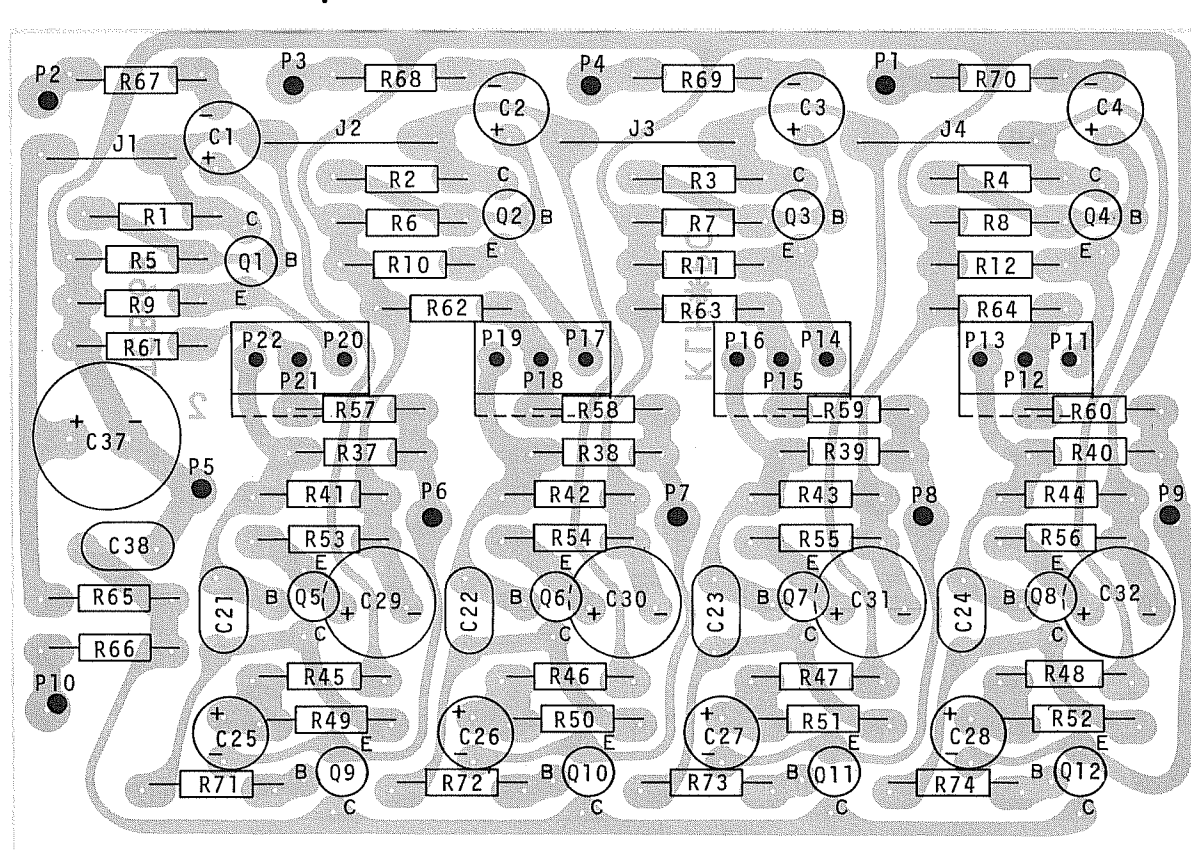 P2 R67 P3 R68 P4 R69 P1 R70
- C1 + - C2 + - C3 + - C4 +
J1 J2 J3 J4
R2 C R3 C R4 C
R1 C R6 Q2 B R7 Q3 B R8 Q4 B
E E E
R5 Q1 B R10 R11 R12
E
R9 R62 R63 R64
R61 P22 P20 P19 P17 P16 P14 P13 P11
P21 P18 P15 P12
2 R57 R58 R59 R60
+ C37 - R37 R38 R39 R40
P5 R41 P6 R42 P7 R43 P8 R44 P9
C38 R53 R54 R55 R56
E E E E
R65 C21 B Q5 + C29 - C22 B Q6 + C30 - C23 B Q7 + C31 - C24 B Q8 + C32 -
C C C C
R66 R45 R46 R47 R48
P10
+ C25 - R49 + C26 - R50 + C27 - R51 + C28 - R52
E E E E
R71 B Q9 R72 B Q10 R73 B Q11 R74 B Q12
C C C C